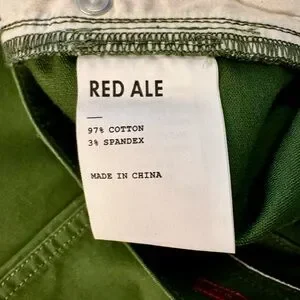 RED ALE
97% COTTON
3% SPANDEX
MADE IN CHINA